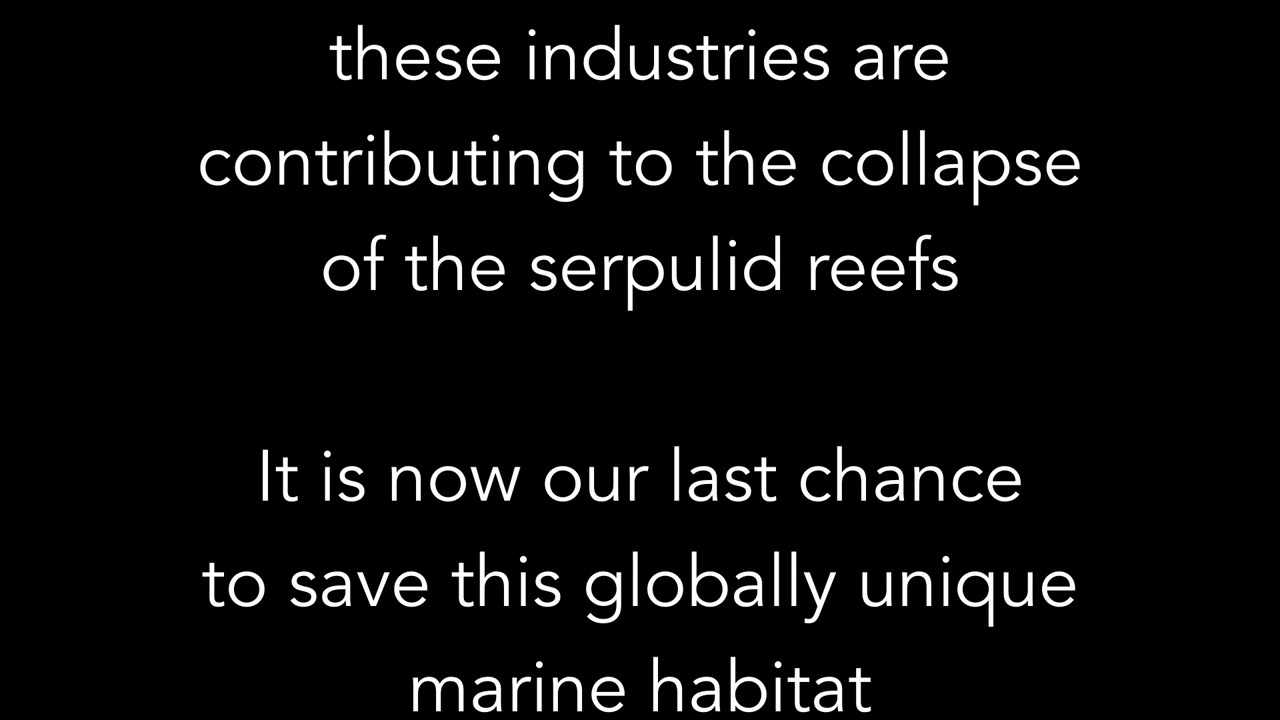 these industries are
contributing to the collapse
of the serpulid reefs
It is now our last chance
to save this globally unique
marine habitat